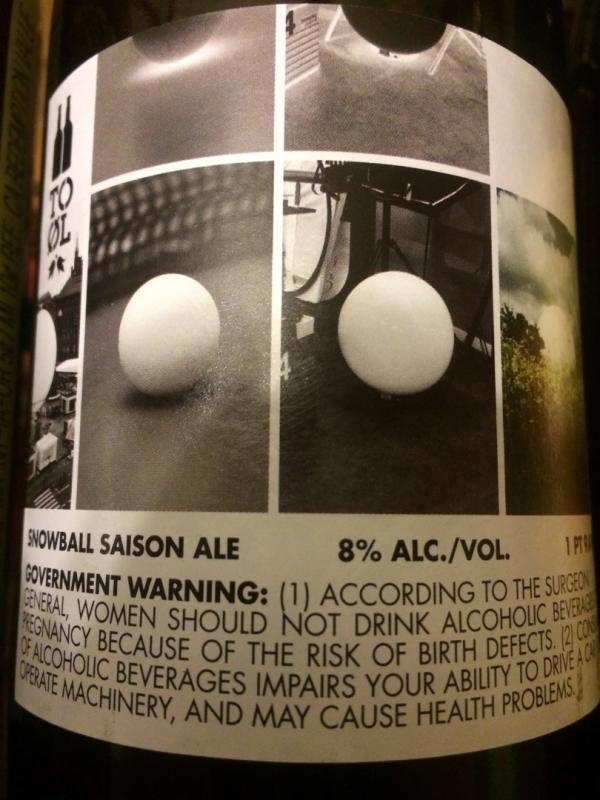 TO
ØL
SNOWBALL SAISON ALE
8% ALC./VOL.
1 PT
GOVERNMENT WARNING: (1) ACCORDING TO THE SURGEON
GENERAL, WOMEN SHOULD NOT DRINK ALCOHOLIC BEVERAGES
PREGNANCY BECAUSE OF THE RISK OF BIRTH DEFECTS. (2)
OF ALCOHOLIC BEVERAGES IMPAIRS YOUR ABILITY TO DRIVE A
OPERATE MACHINERY, AND MAY CAUSE HEALTH PROBLEMS.